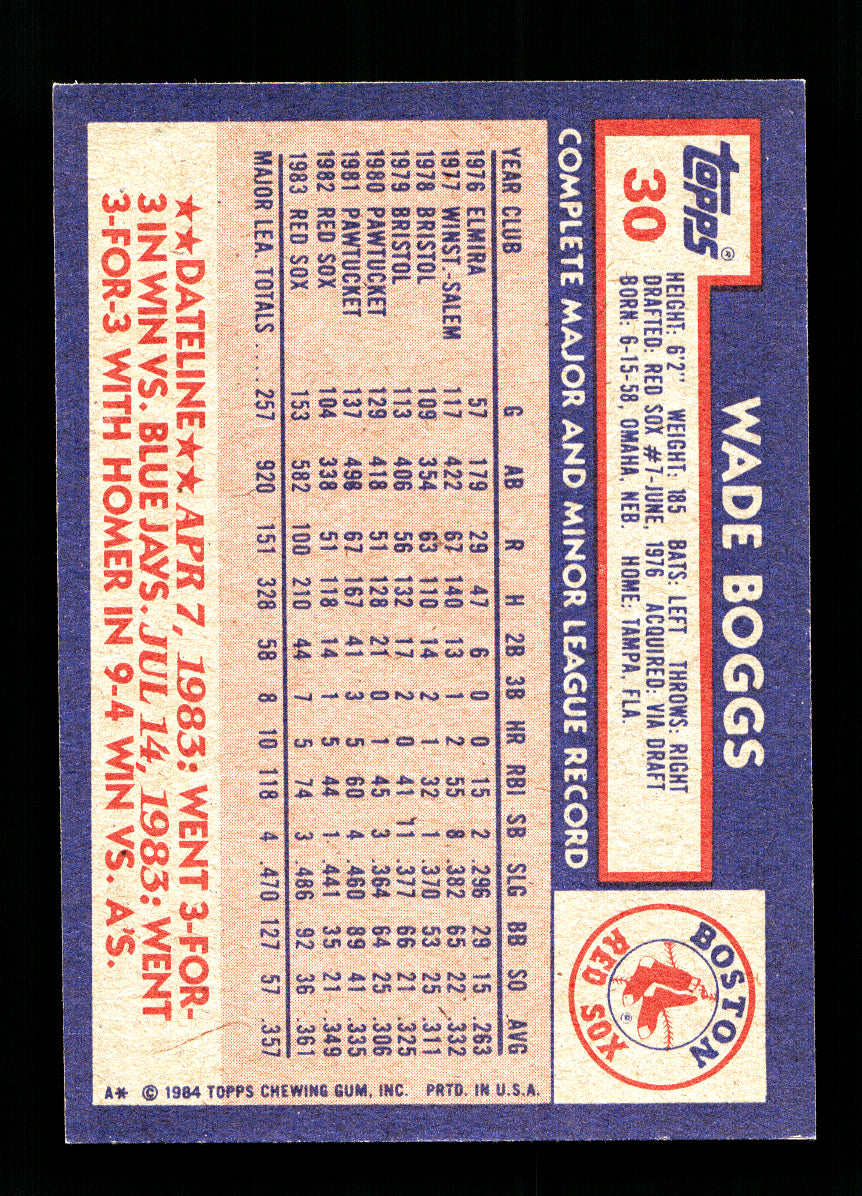 topps®
30
WADE BOGGS
HEIGHT: 6'2" WEIGHT: 185 BATS: LEFT THROWS: RIGHT
DRAFTED: RED SOX #7-JUNE, 1976 ACQUIRED: VIA DRAFT
BORN: 6-15-58, OMAHA, NEB. HOME: TAMPA, FLA.
BOSTON
RED SOX
®
COMPLETE MAJOR AND MINOR LEAGUE RECORD
YEAR CLUB G AB R H 2B 3B HR RBI SB SLG BB SO AVG
1976 ELMIRA 57 179 29 47 6 0 0 15 2 .296 29 15 .263
1977 WINST.-SALEM 117 422 67 140 13 1 2 55 8 .382 65 22 .332
1978 BRISTOL 109 354 63 110 14 2 1 32 1 .370 53 25 .311
1979 BRISTOL 113 406 56 132 17 2 0 41 11 .377 66 21 .325
1980 PAWTUCKET 129 418 51 128 21 0 1 45 3 .364 64 25 .306
1981 PAWTUCKET 137 498 67 167 41 3 5 60 4 .460 89 41 .335
1982 RED SOX 104 338 51 118 14 1 5 44 1 .441 35 21 .349
1983 RED SOX 153 582 100 210 44 7 5 74 3 .486 92 36 .361
MAJOR LEA. TOTALS ..... 257 920 151 328 58 8 10 118 4 .470 127 57 .357
★★DATELINE★★ APR 7, 1983: WENT 3-FOR-
3 IN WIN VS. BLUE JAYS. JUL 14, 1983: WENT
3-FOR-3 WITH HOMER IN 9-4 WIN VS. A'S.
A* © 1984 TOPPS CHEWING GUM, INC. PRTD. IN U.S.A.